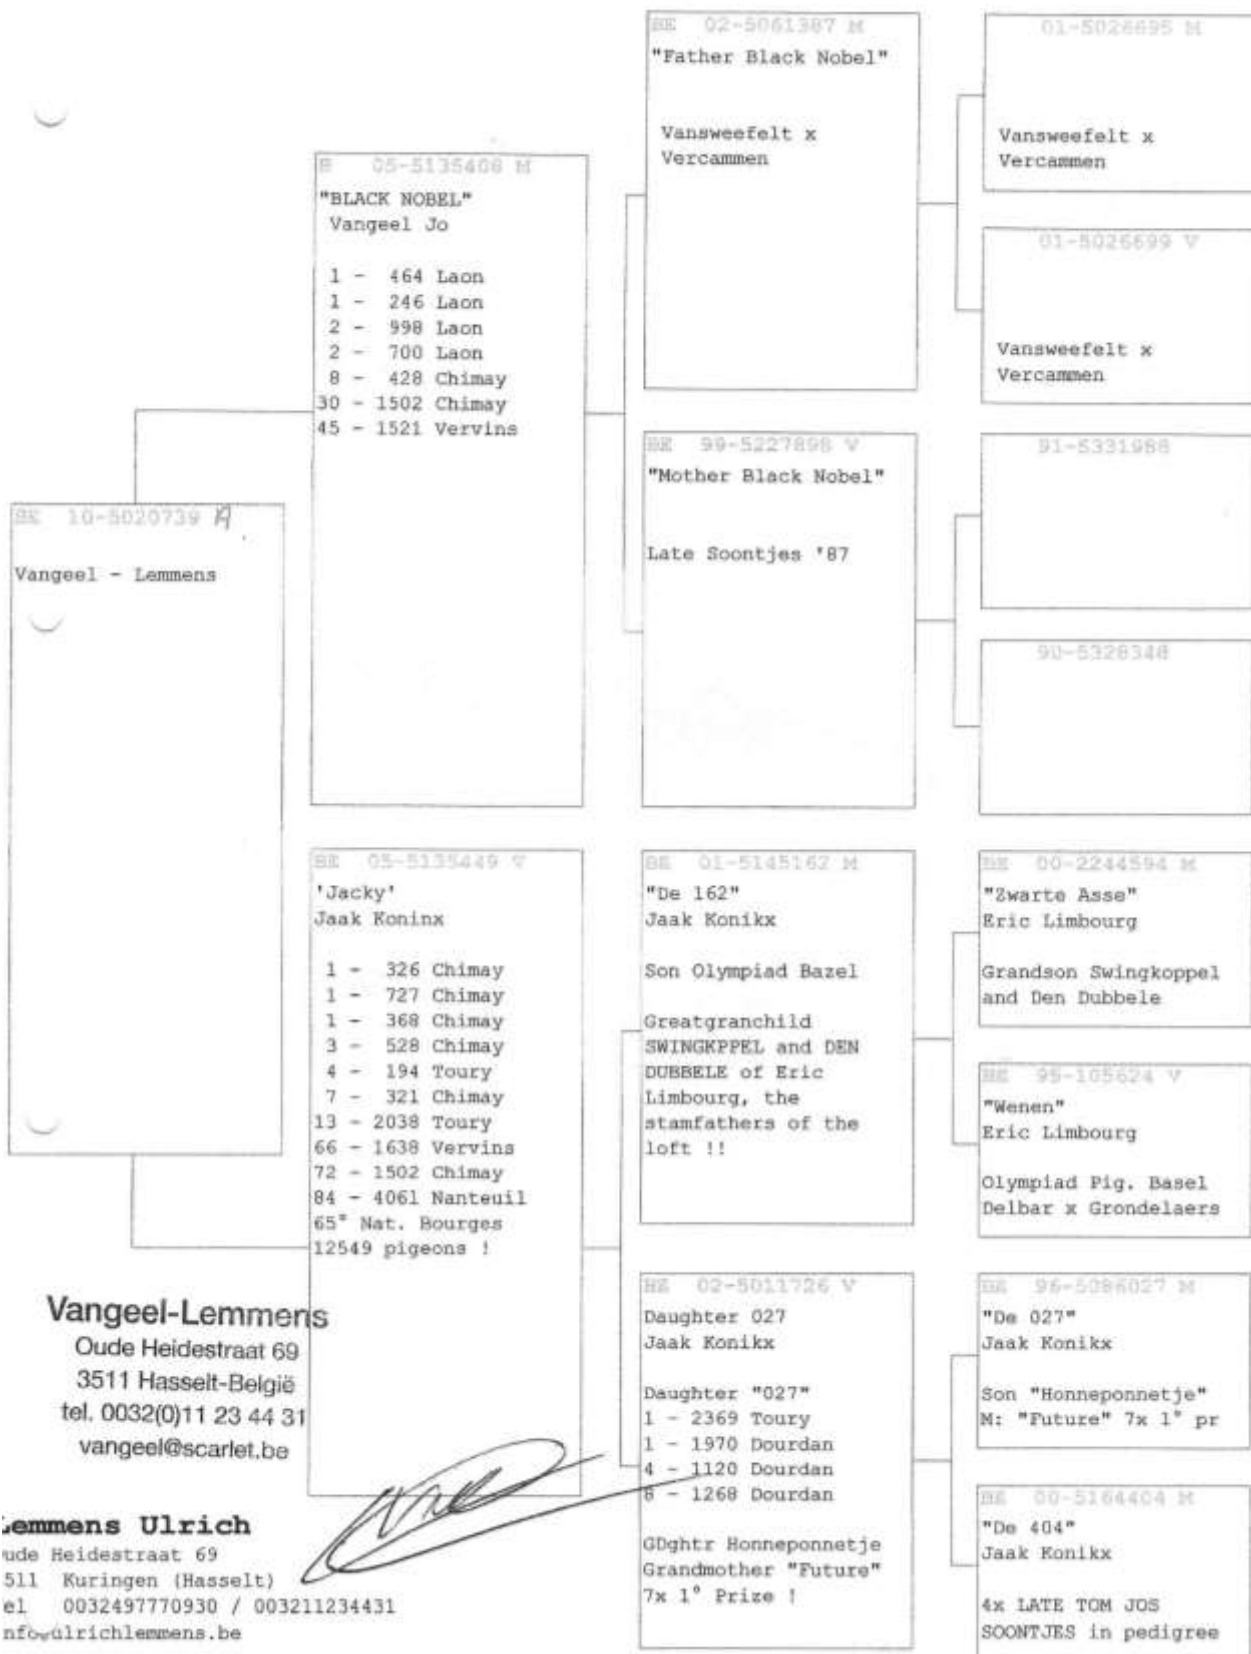 BE 10-5020739 A
Vangeel - Lemmens
B 05-5135408 M
"BLACK NOBEL"
Vangeel Jo
1 - 464 Laon
1 - 246 Laon
2 - 998 Laon
2 - 700 Laon
8 - 428 Chimay
30 - 1502 Chimay
45 - 1521 Vervins
BE 05-5135449 V
'Jacky'
Jaak Koninx
1 - 326 Chimay
1 - 727 Chimay
1 - 368 Chimay
3 - 528 Chimay
4 - 194 Toury
7 - 321 Chimay
13 - 2038 Toury
66 - 1638 Vervins
72 - 1502 Chimay
84 - 4061 Nanteuil
65° Nat. Bourges
12549 pigeons !
BE 02-5061387 M
"Father Black Nobel"
Vansweefelt x
Vercammen
BE 99-5227898 V
"Mother Black Nobel"
Late Soontjes '87
BE 01-5145162 M
"De 162"
Jaak Konikx
Son Olympiad Bazel
Greatgranchild
SWINGKPPEL and DEN
DUBBELE of Eric
Limbourg, the
stamfathers of the
loft !!
BE 02-5011726 V
Daughter 027
Jaak Konikx
Daughter "027"
1 - 2369 Toury
1 - 1970 Dourdan
4 - 1120 Dourdan
8 - 1268 Dourdan
GDghtr Honneponnetje
Grandmother "Future"
7x 1° Prize !
01-5026695 M
Vansweefelt x
Vercammen
01-5026699 V
Vansweefelt x
Vercammen
91-5331988
90-5328348
BE 00-2244594 M
"Zwarte Asse"
Eric Limbourg
Grandson Swingkoppel
and Den Dubbele
BE 95-105624 V
"Wenen"
Eric Limbourg
Olympiad Pig. Basel
Delbar x Grondelaers
BE 96-5086027 M
"De 027"
Jaak Konikx
Son "Honneponnetje"
M: "Future" 7x 1° pr
BE 00-5164404 M
"De 404"
Jaak Konikx
4x LATE TOM JOS
SOONTJES in pedigree
Vangeel-Lemmens
Oude Heidestraat 69
3511 Hasselt-België
tel. 0032(0)11 23 44 31
vangeel@scarlet.be
Lemmens Ulrich
ude Heidestraat 69
511 Kuringen (Hasselt)
el 0032497770930 / 003211234431
nfo@ulrichlemmens.be